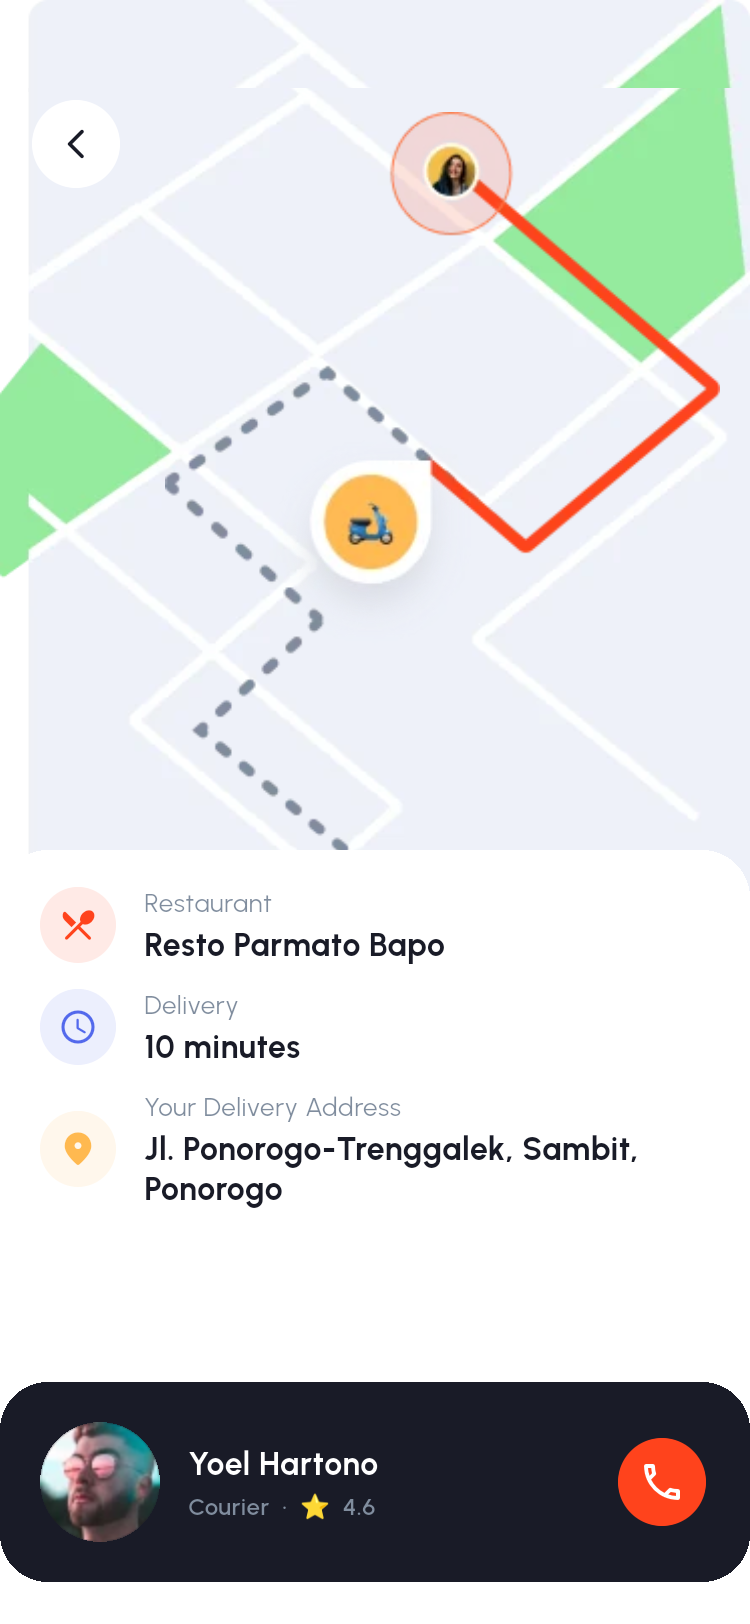 Restaurant
Resto Parmato Bapo
Delivery
10 minutes
Your Delivery Address
Jl. Ponorogo-Trenggalek, Sambit,
Ponorogo
Yoel Hartono
Courier · ⭐ 4.6